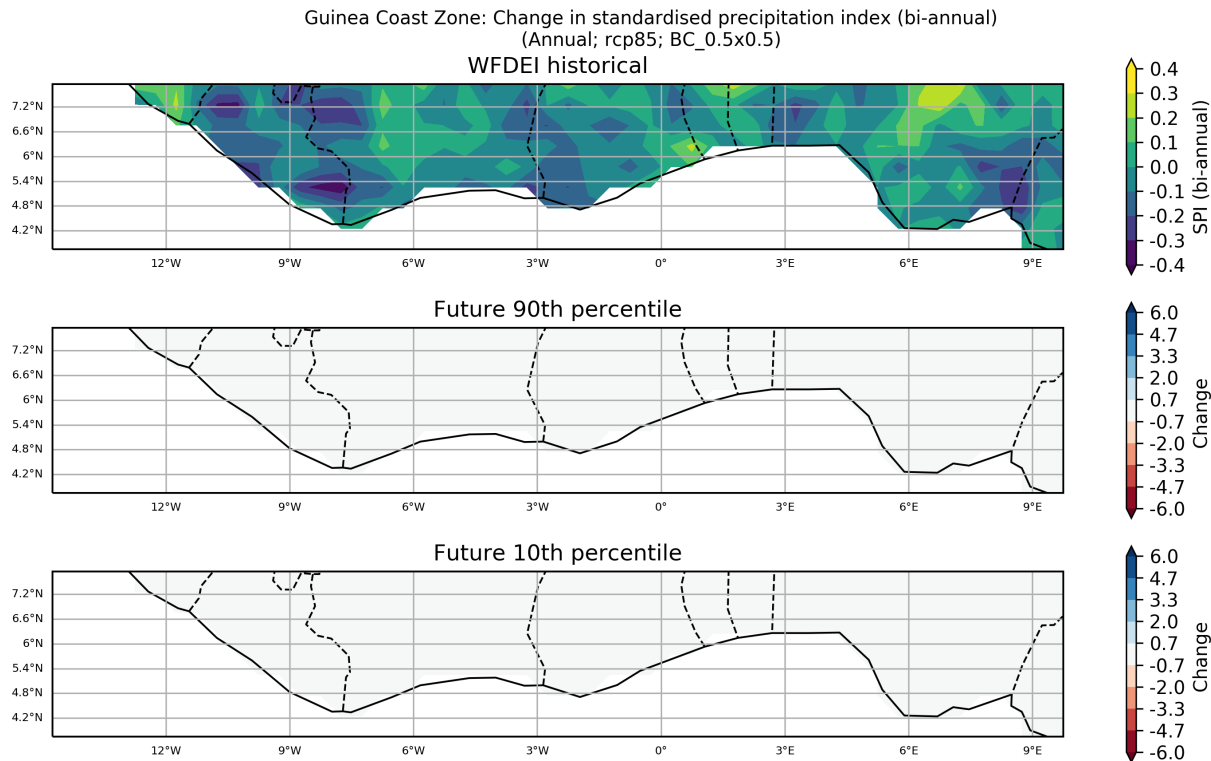 Guinea Coast Zone: Change in standardised precipitation index (bi-annual)
(Annual; rcp85; BC_0.5x0.5)
WFDEI historical
7.2°N
6.6°N
6°N
5.4°N
4.8°N
4.2°N
12°W 9°W 6°W 3°W 0° 3°E 6°E 9°E
0.4
0.3
0.2
0.1
0.0
-0.1
-0.2
-0.3
-0.4
SPI (bi-annual)
Future 90th percentile
7.2°N
6.6°N
6°N
5.4°N
4.8°N
4.2°N
12°W 9°W 6°W 3°W 0° 3°E 6°E 9°E
6.0
4.7
3.3
2.0
0.7
-0.7
-2.0
-3.3
-4.7
-6.0
Change
Future 10th percentile
7.2°N
6.6°N
6°N
5.4°N
4.8°N
4.2°N
12°W 9°W 6°W 3°W 0° 3°E 6°E 9°E
6.0
4.7
3.3
2.0
0.7
-0.7
-2.0
-3.3
-4.7
-6.0
Change